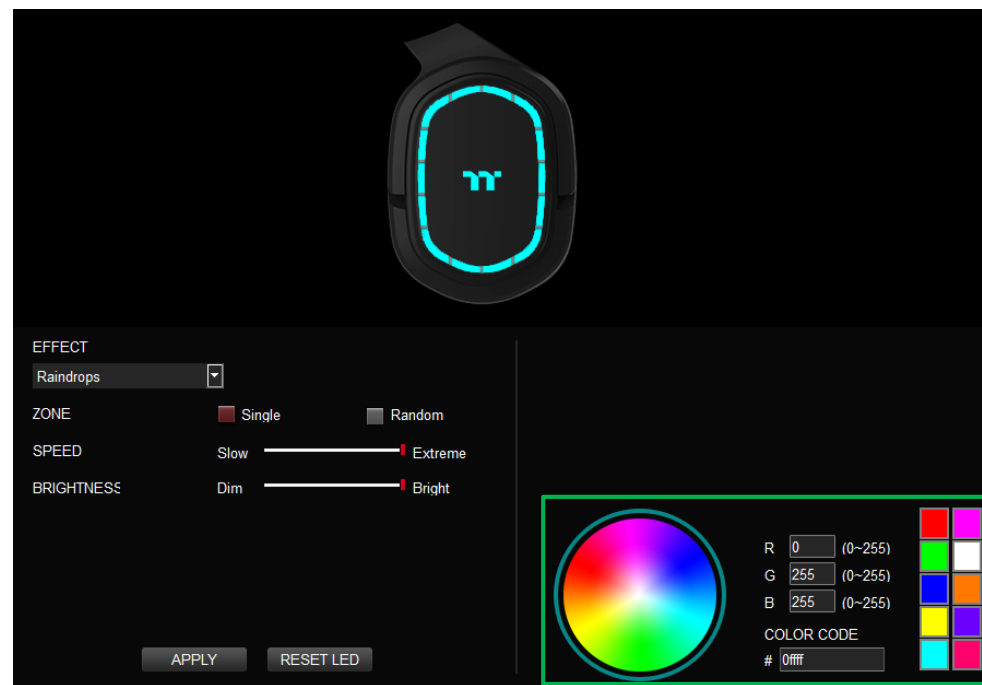 EFFECT
Raindrops
ZONE
Single
Random
SPEED
Slow
Extreme
BRIGHTNESS
Dim
Bright
APPLY
RESET LED
R 0 (0~255)
G 255 (0~255)
B 255 (0~255)
COLOR CODE
# 0ffff